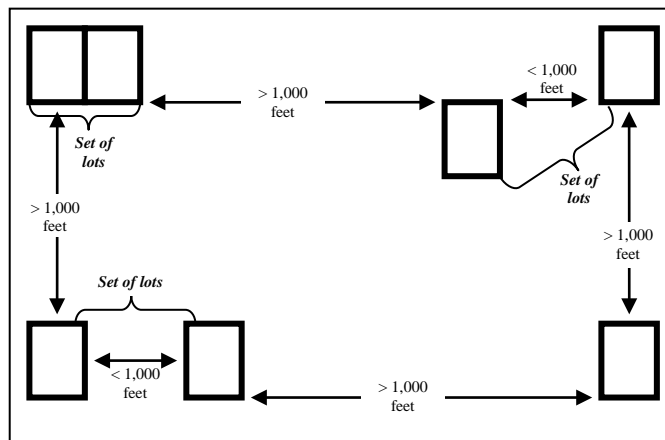 < 1,000
feet
> 1,000
feet
Set of
lots
Set of
lots
> 1,000
feet
> 1,000
feet
Set of lots
< 1,000
feet
> 1,000
feet